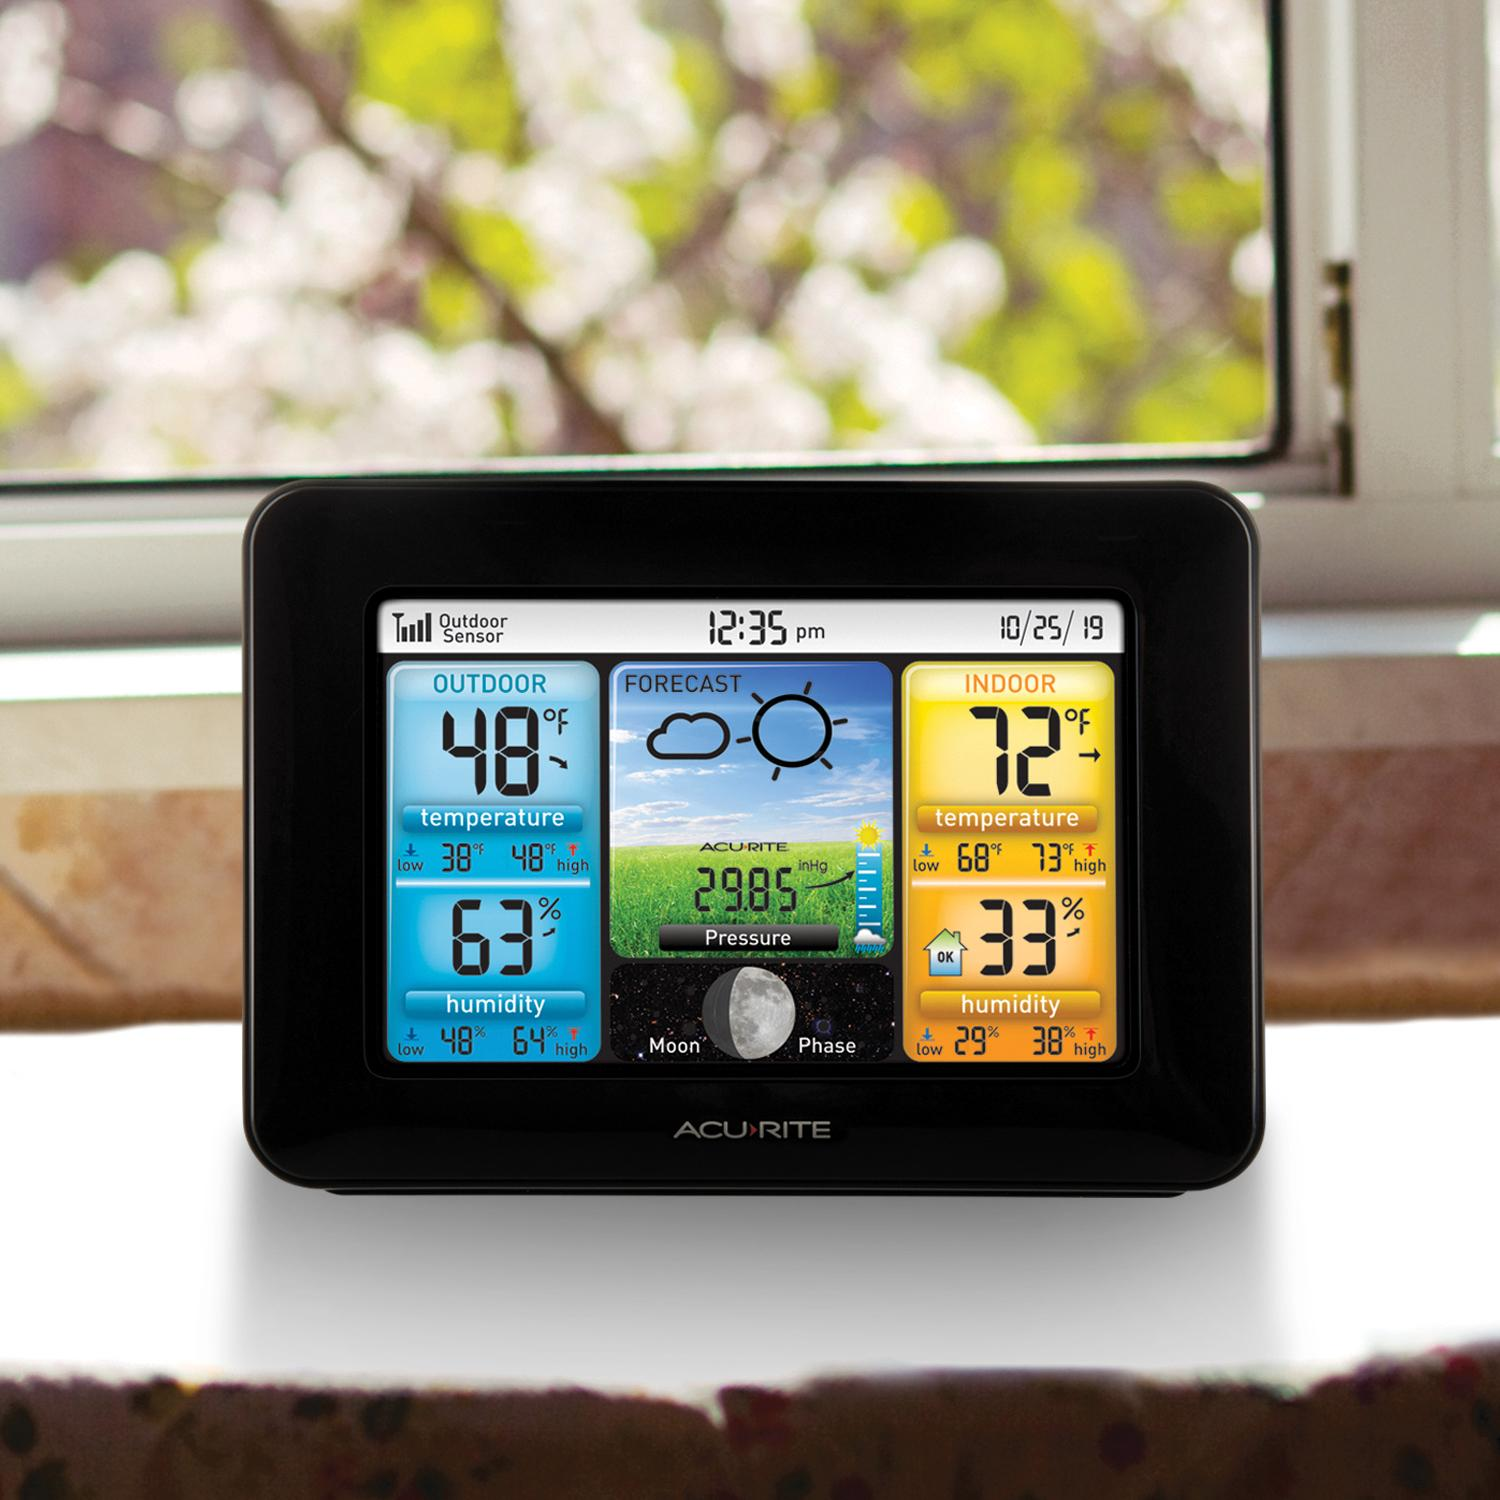 Outdoor Sensor 12:35 pm 10/25/19
OUTDOOR
48°F
temperature
low 38°F 48°F high
63%
humidity
low 48% 64% high
FORECAST
ACURITE
29.85 inHg
Pressure
Moon Phase
INDOOR
72°F
temperature
low 68°F 73°F high
OK 33%
humidity
low 29% 38% high
ACURITE